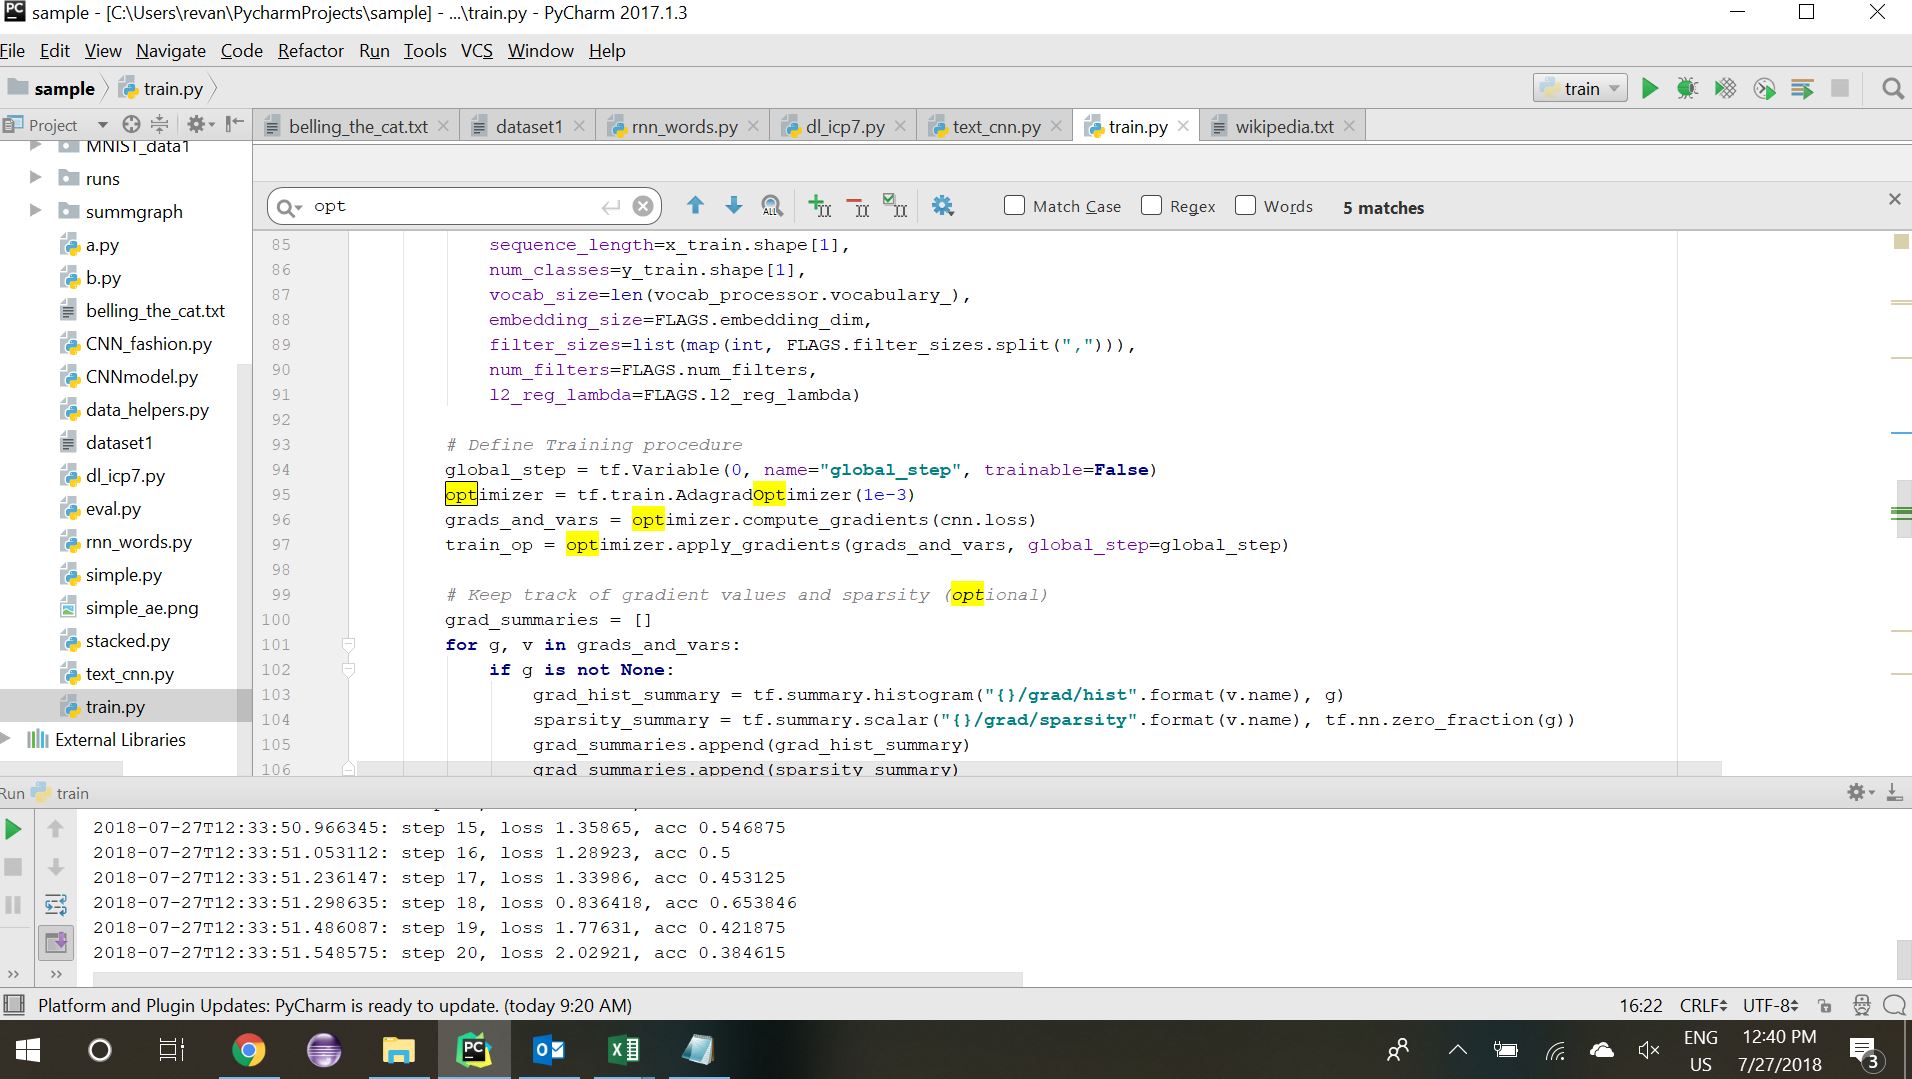 PC sample - [C:\Users\revan\PycharmProjects\sample] - ...\train.py - PyCharm 2017.1.3
File Edit View Navigate Code Refactor Run Tools VCS Window Help
sample train.py train
Project belling_the_cat.txt dataset1 rnn_words.py dl_icp7.py text_cnn.py train.py wikipedia.txt
MNIST_data1
runs
summgraph
a.py
b.py
belling_the_cat.txt
CNN_fashion.py
CNNmodel.py
data_helpers.py
dataset1
dl_icp7.py
eval.py
rnn_words.py
simple.py
simple_ae.png
stacked.py
text_cnn.py
train.py
External Libraries
opt ALL Match Case Regex Words 5 matches
85 sequence_length=x_train.shape[1],
86 num_classes=y_train.shape[1],
87 vocab_size=len(vocab_processor.vocabulary_),
88 embedding_size=FLAGS.embedding_dim,
89 filter_sizes=list(map(int, FLAGS.filter_sizes.split(","))),
90 num_filters=FLAGS.num_filters,
91 l2_reg_lambda=FLAGS.l2_reg_lambda)
92
93 # Define Training procedure
94 global_step = tf.Variable(0, name="global_step", trainable=False)
95 optimizer = tf.train.AdagradOptimizer(1e-3)
96 grads_and_vars = optimizer.compute_gradients(cnn.loss)
97 train_op = optimizer.apply_gradients(grads_and_vars, global_step=global_step)
98
99 # Keep track of gradient values and sparsity (optional)
100 grad_summaries = []
101 for g, v in grads_and_vars:
102 if g is not None:
103 grad_hist_summary = tf.summary.histogram("{}/grad/hist".format(v.name), g)
104 sparsity_summary = tf.summary.scalar("{}/grad/sparsity".format(v.name), tf.nn.zero_fraction(g))
105 grad_summaries.append(grad_hist_summary)
106 grad_summaries.append(sparsity_summary)
Run train
2018-07-27T12:33:50.966345: step 15, loss 1.35865, acc 0.546875
2018-07-27T12:33:51.053112: step 16, loss 1.28923, acc 0.5
2018-07-27T12:33:51.236147: step 17, loss 1.33986, acc 0.453125
2018-07-27T12:33:51.298635: step 18, loss 0.836418, acc 0.653846
2018-07-27T12:33:51.486087: step 19, loss 1.77631, acc 0.421875
2018-07-27T12:33:51.548575: step 20, loss 2.02921, acc 0.384615
Platform and Plugin Updates: PyCharm is ready to update. (today 9:20 AM) 16:22 CRLF UTF-8
PC
ENG
US
12:40 PM
7/27/2018
3